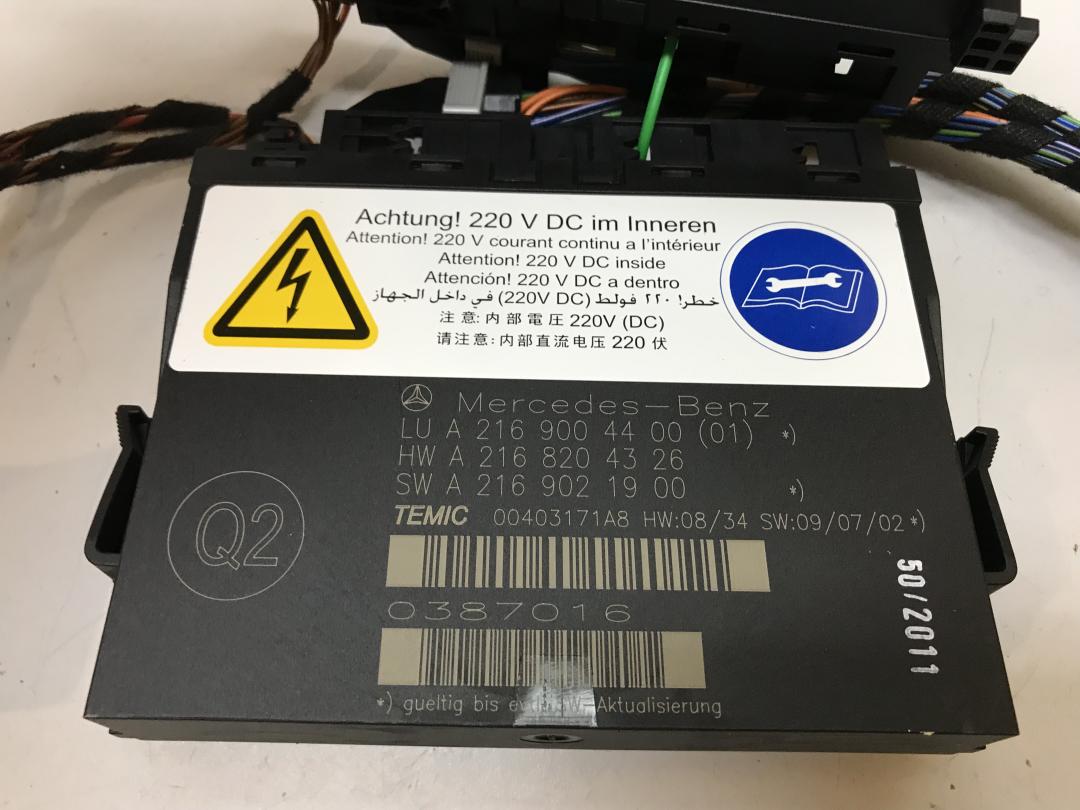 Achtung! 220 V DC im Inneren
Attention! 220 V courant continu a l'intérieur
Attention! 220 V DC inside
Attención! 220 V DC a dentro
خطر! ٢٢٠ فولط (220V DC) في داخل الجهاز
注意: 内部電圧 220V (DC)
请注意: 内部直流电压 220 伏
Mercedes-Benz
LU A 216 900 44 00 (01) *)
HW A 216 820 43 26
SW A 216 902 19 00 *)
TEMIC 00403171A8 HW:08/34 SW:09/07/02 *)
Q2
0387016
50/2011
*) gueltig bis Aktualisierung